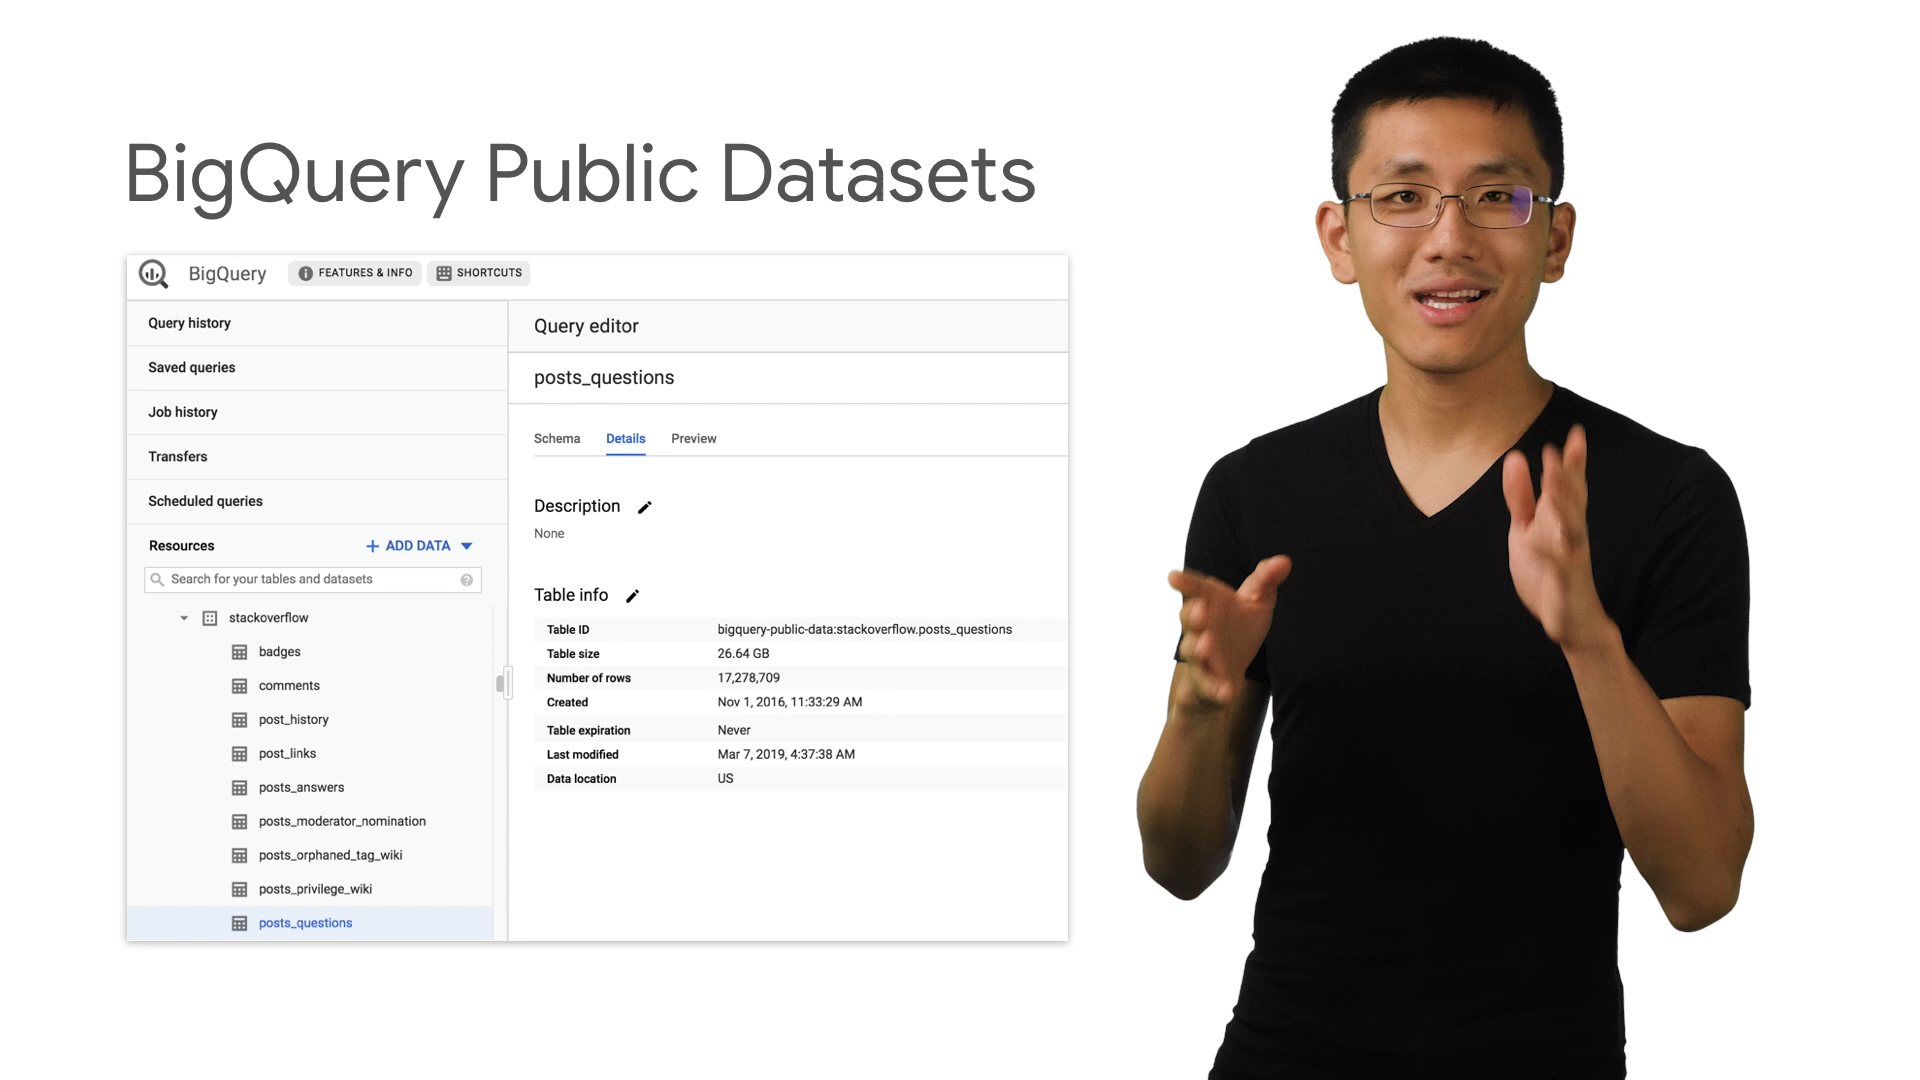 BigQuery Public Datasets
BigQuery FEATURES & INFO SHORTCUTS
Query history
Saved queries
Job history
Transfers
Scheduled queries
Resources + ADD DATA
Search for your tables and datasets ?
stackoverflow
badges
comments
post_history
post_links
posts_answers
posts_moderator_nomination
posts_orphaned_tag_wiki
posts_privilege_wiki
posts_questions
Query editor
posts_questions
Schema Details Preview
Description
None
Table info
Table ID bigquery-public-data:stackoverflow.posts_questions
Table size 26.64 GB
Number of rows 17,278,709
Created Nov 1, 2016, 11:33:29 AM
Table expiration Never
Last modified Mar 7, 2019, 4:37:38 AM
Data location US